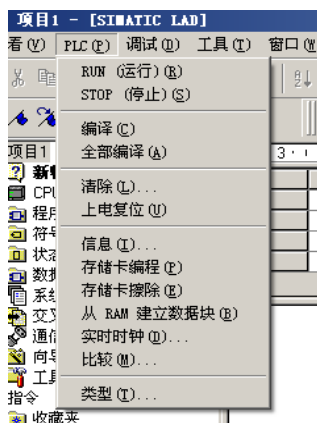 项目1 - [SIMATIC LAD]
看(V) PLC(P) 调试(D) 工具(T) 窗口(W
RUN (运行)(R)
STOP (停止)(S)
编译(C)
全部编译(A)
清除(L)...
上电复位(U)
信息(I)...
存储卡编程(P)
存储卡擦除(E)
从 RAM 建立数据块(B)
实时时钟(D)...
比较(M)...
类型(T)...
项目1
3
CPU
程序
符号
状态
数据
系统
交叉
通信
向导
工具
指令
收藏夹